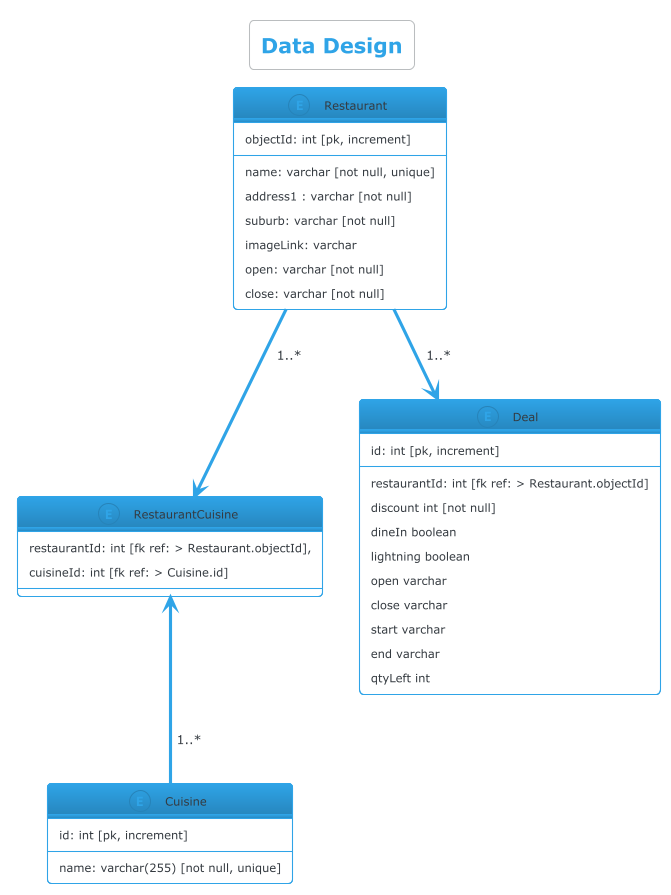 Data Design
E Restaurant
objectId: int [pk, increment]
name: varchar [not null, unique]
address1 : varchar [not null]
suburb: varchar [not null]
imageLink: varchar
open: varchar [not null]
close: varchar [not null]
1..*
1..*
E Deal
id: int [pk, increment]
restaurantId: int [fk ref: > Restaurant.objectId]
discount int [not null]
dineIn boolean
lightning boolean
open varchar
close varchar
start varchar
end varchar
qtyLeft int
E RestaurantCuisine
restaurantId: int [fk ref: > Restaurant.objectId],
cuisineId: int [fk ref: > Cuisine.id]
1..*
E Cuisine
id: int [pk, increment]
name: varchar(255) [not null, unique]